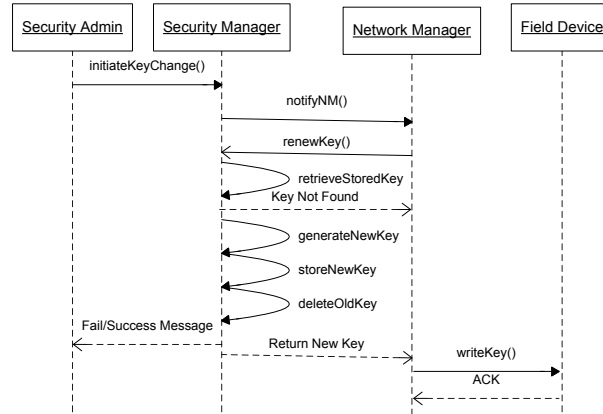 Security Admin
Security Manager
Network Manager
Field Device
initiateKeyChange()
notifyNM()
renewKey()
retrieveStoredKey
Key Not Found
generateNewKey
storeNewKey
deleteOldKey
Fail/Success Message
Return New Key
writeKey()
ACK